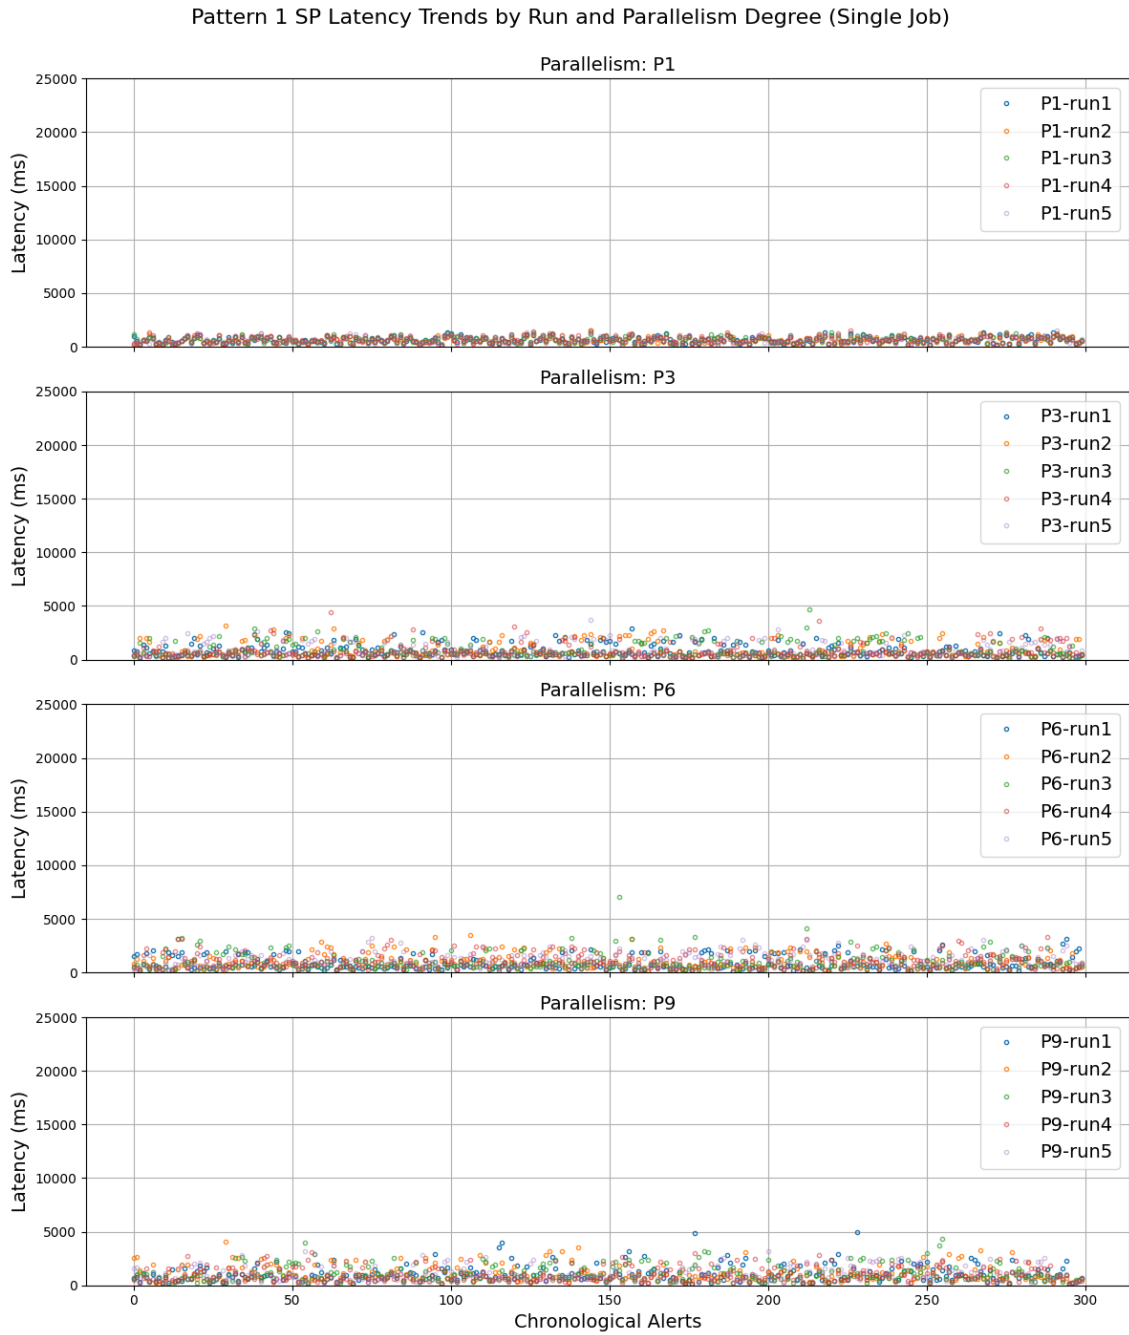 Pattern 1 SP Latency Trends by Run and Parallelism Degree (Single Job)
Parallelism: P1
25000
20000
15000
10000
5000
0
Latency (ms)
P1-run1
P1-run2
P1-run3
P1-run4
P1-run5
Parallelism: P3
25000
20000
15000
10000
5000
0
Latency (ms)
P3-run1
P3-run2
P3-run3
P3-run4
P3-run5
Parallelism: P6
25000
20000
15000
10000
5000
0
Latency (ms)
P6-run1
P6-run2
P6-run3
P6-run4
P6-run5
Parallelism: P9
25000
20000
15000
10000
5000
0
Latency (ms)
P9-run1
P9-run2
P9-run3
P9-run4
P9-run5
0 50 100 150 200 250 300
Chronological Alerts